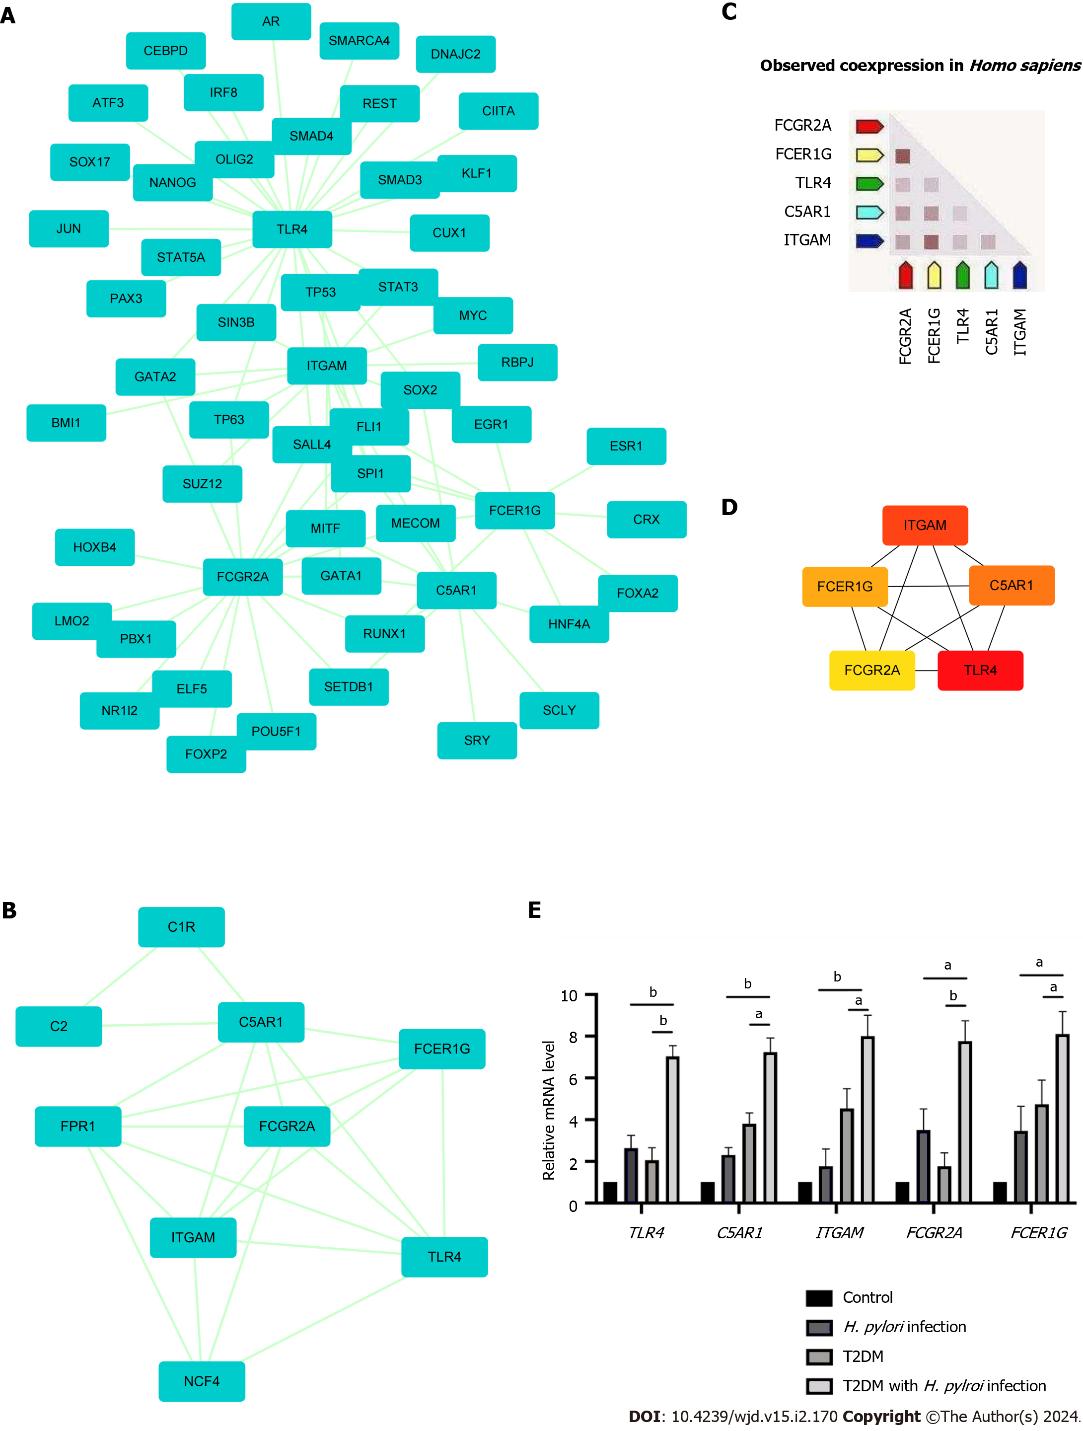 A
AR
SMARCA4
CEBPD
DNAJC2
IRF8
ATF3
REST
CIITA
SMAD4
SOX17
OLIG2
NANOG
SMAD3
KLF1
JUN
TLR4
CUX1
STAT5A
PAX3
TP53
STAT3
SIN3B
MYC
ITGAM
RBPJ
GATA2
SOX2
BMI1
TP63
FLI1
EGR1
SALL4
ESR1
SPI1
SUZ12
FCER1G
MITF
MECOM
CRX
HOXB4
FCGR2A
GATA1
C5AR1
FOXA2
LMO2
PBX1
RUNX1
HNF4A
ELF5
SETDB1
NR1I2
SCLY
POU5F1
FOXP2
SRY
C
Observed coexpression in Homo sapiens
FCGR2A
FCER1G
TLR4
C5AR1
ITGAM
FCGR2A
FCER1G
TLR4
C5AR1
ITGAM
D
ITGAM
FCER1G
C5AR1
FCGR2A
TLR4
B
C1R
C2
C5AR1
FCER1G
FPR1
FCGR2A
ITGAM
TLR4
NCF4
E
Relative mRNA level
10
8
6
4
2
0
b
b
b
a
b
a
a
b
a
a
TLR4
C5AR1
ITGAM
FCGR2A
FCER1G
Control
H. pylori infection
T2DM
T2DM with H. pylroi infection
DOI: 10.4239/wjd.v15.i2.170 Copyright ©The Author(s) 2024.